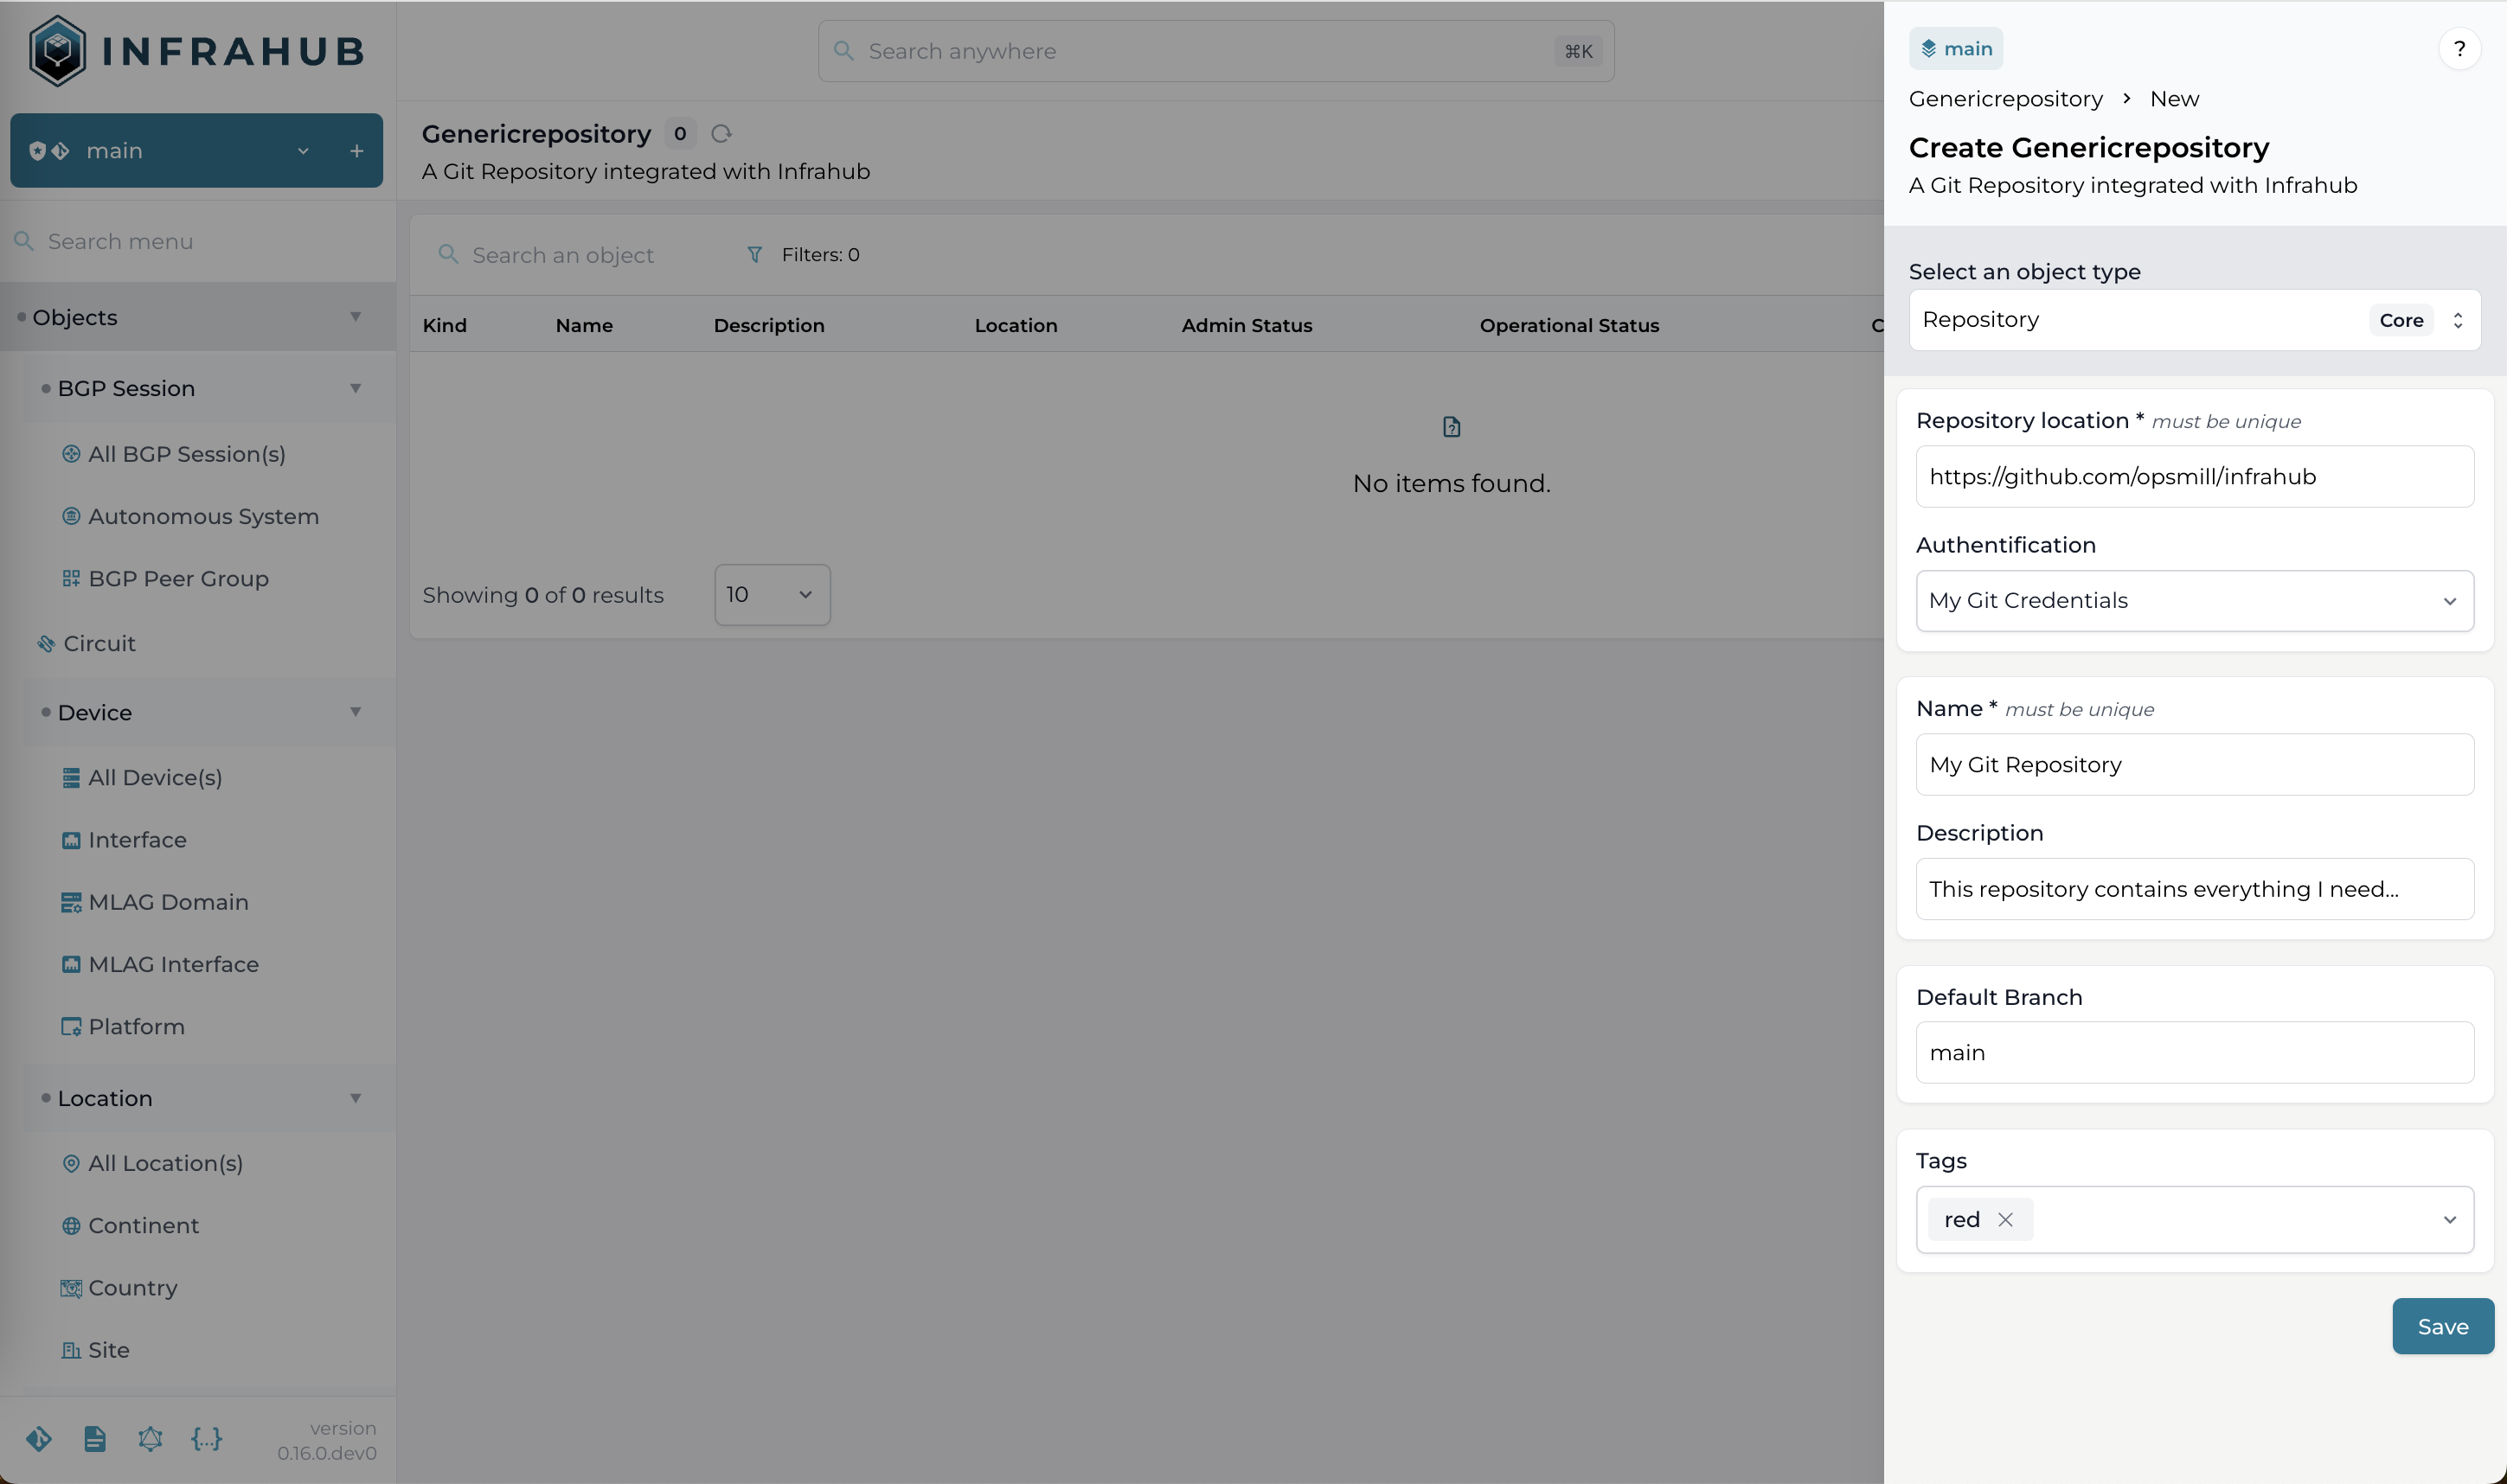 INFRAHUB
main
Search menu
Objects
BGP Session
All BGP Session(s)
Autonomous System
BGP Peer Group
Circuit
Device
All Device(s)
Interface
MLAG Domain
MLAG Interface
Platform
Location
All Location(s)
Continent
Country
Site
version
0.16.0.dev0
Search anywhere ⌘K
Genericrepository 0
A Git Repository integrated with Infrahub
Search an object Filters: 0
Kind Name Description Location Admin Status Operational Status C
No items found.
Showing 0 of 0 results 10
main ?
Genericrepository > New
Create Genericrepository
A Git Repository integrated with Infrahub
Select an object type
Repository Core
Repository location * must be unique
https://github.com/opsmill/infrahub
Authentification
My Git Credentials
Name * must be unique
My Git Repository
Description
This repository contains everything I need...
Default Branch
main
Tags
red
Save